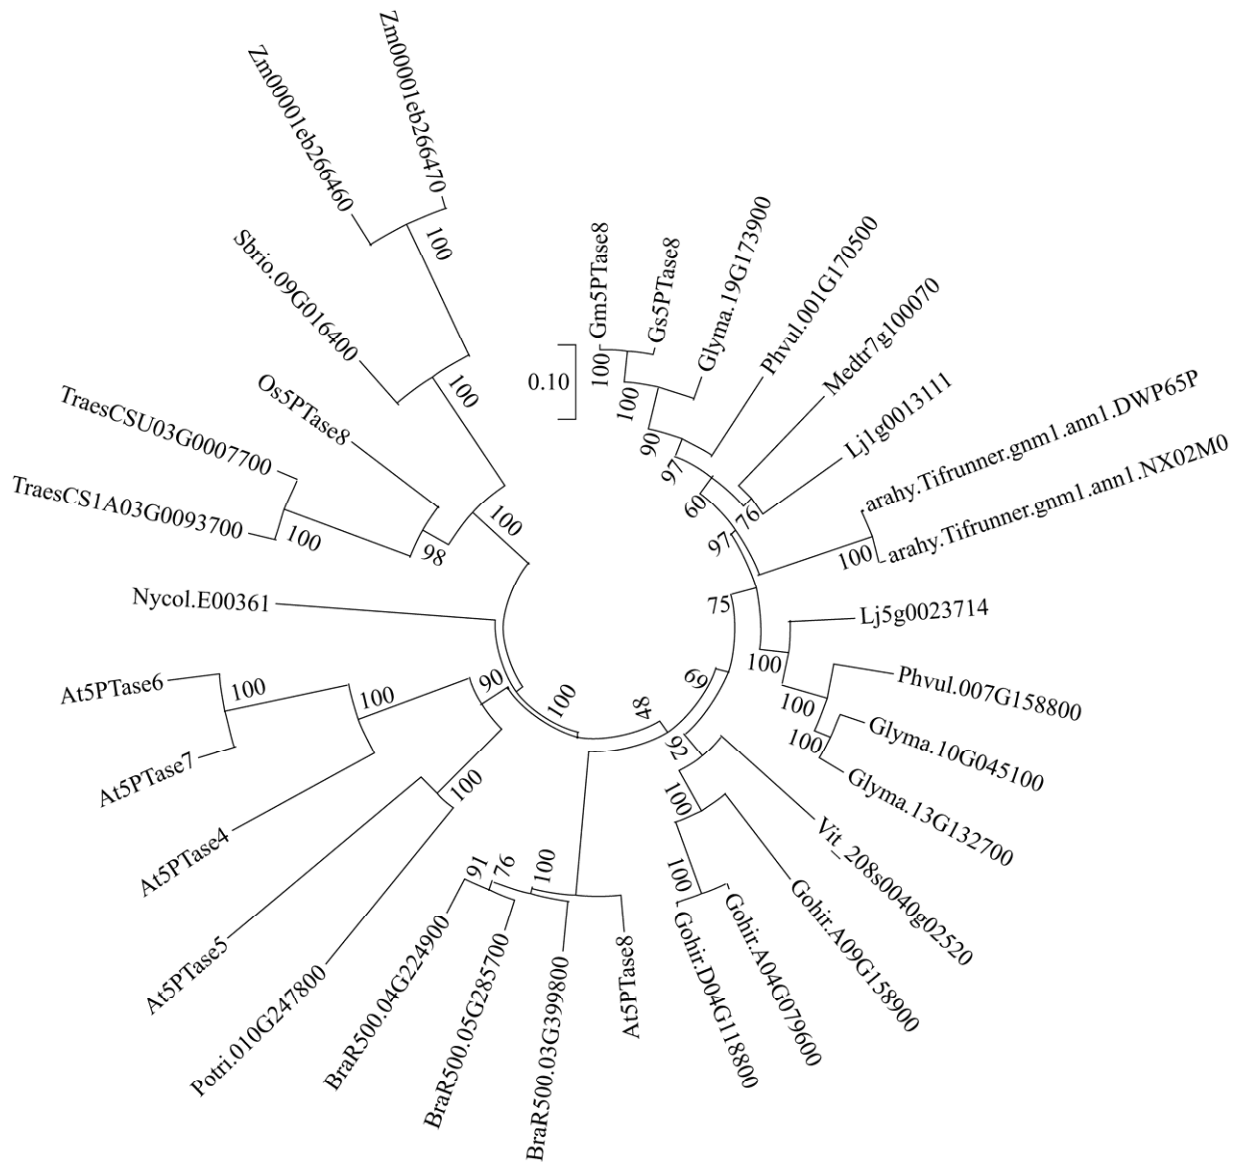 Zm00001eb266470
Zm00001eb266460
100
Sbrio.09G016400
100
Os5PTase8
TraesCSU03G0007700
TraesCS1A03G0093700
100
98
100
Nycol.E00361
At5PTase6
100
At5PTase7
100
At5PTase4
90
At5PTase5
100
Potri.010G247800
100
BraR500.04G224900
91
76
BraR500.05G285700
100
BraR500.03G399800
At5PTase8
48
69
92
100
100
Gohir.D04G118800
Gohir.A04G079600
Gohir.A09G158900
Vit_208s0040g02520
Glyma.13G132700
100
Glyma.10G045100
100
Phvul.007G158800
100
Lj5g0023714
75
97
100
arahy.Tifrunner.gnm1.ann1.NX02M0
arahy.Tifrunner.gnm1.ann1.DWP65P
76
Lj1g0013111
Medtr7g100070
60
97
Phvul.001G170500
90
Glyma.19G173900
100
Gs5PTase8
100
Gm5PTase8
0.10